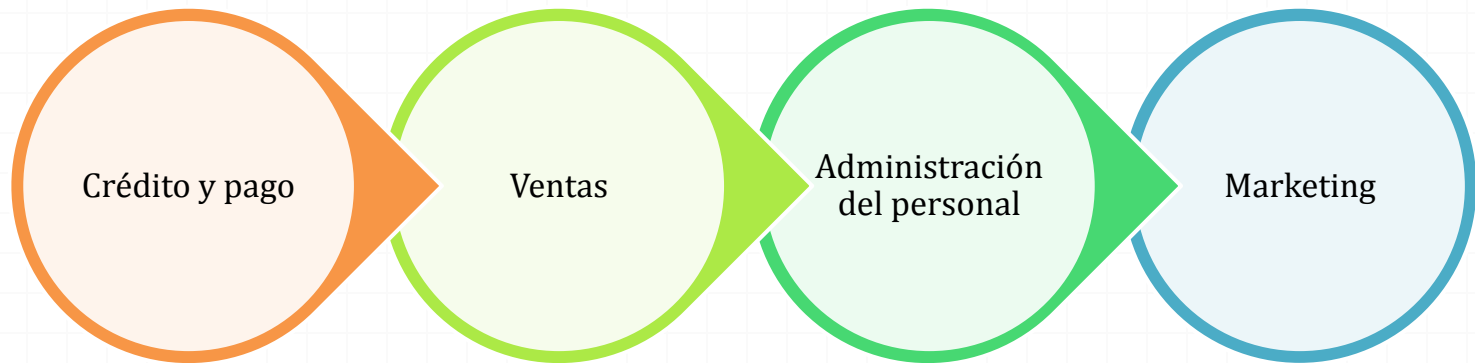 Crédito y pago
Ventas
Administración
del personal
Marketing